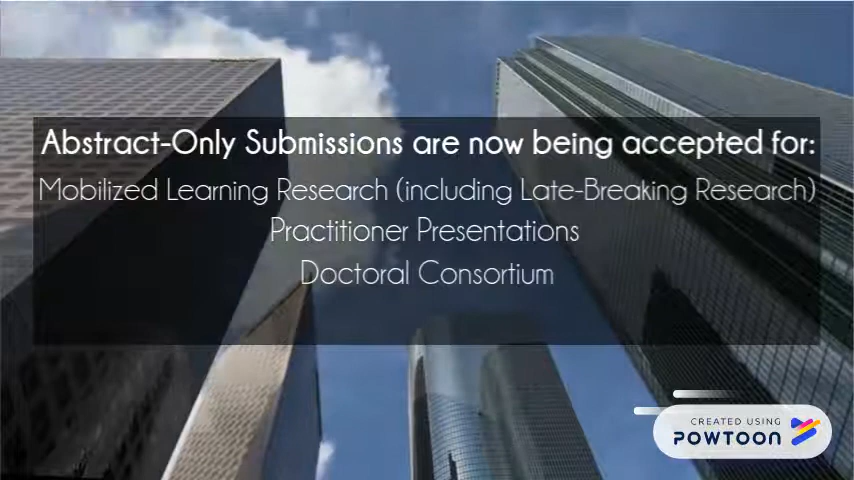 Abstract-Only Submissions are now being accepted for:
Mobilized Learning Research (including Late-Breaking Research)
Practitioner Presentations
Doctoral Consortium
CREATED USING
POWTOON